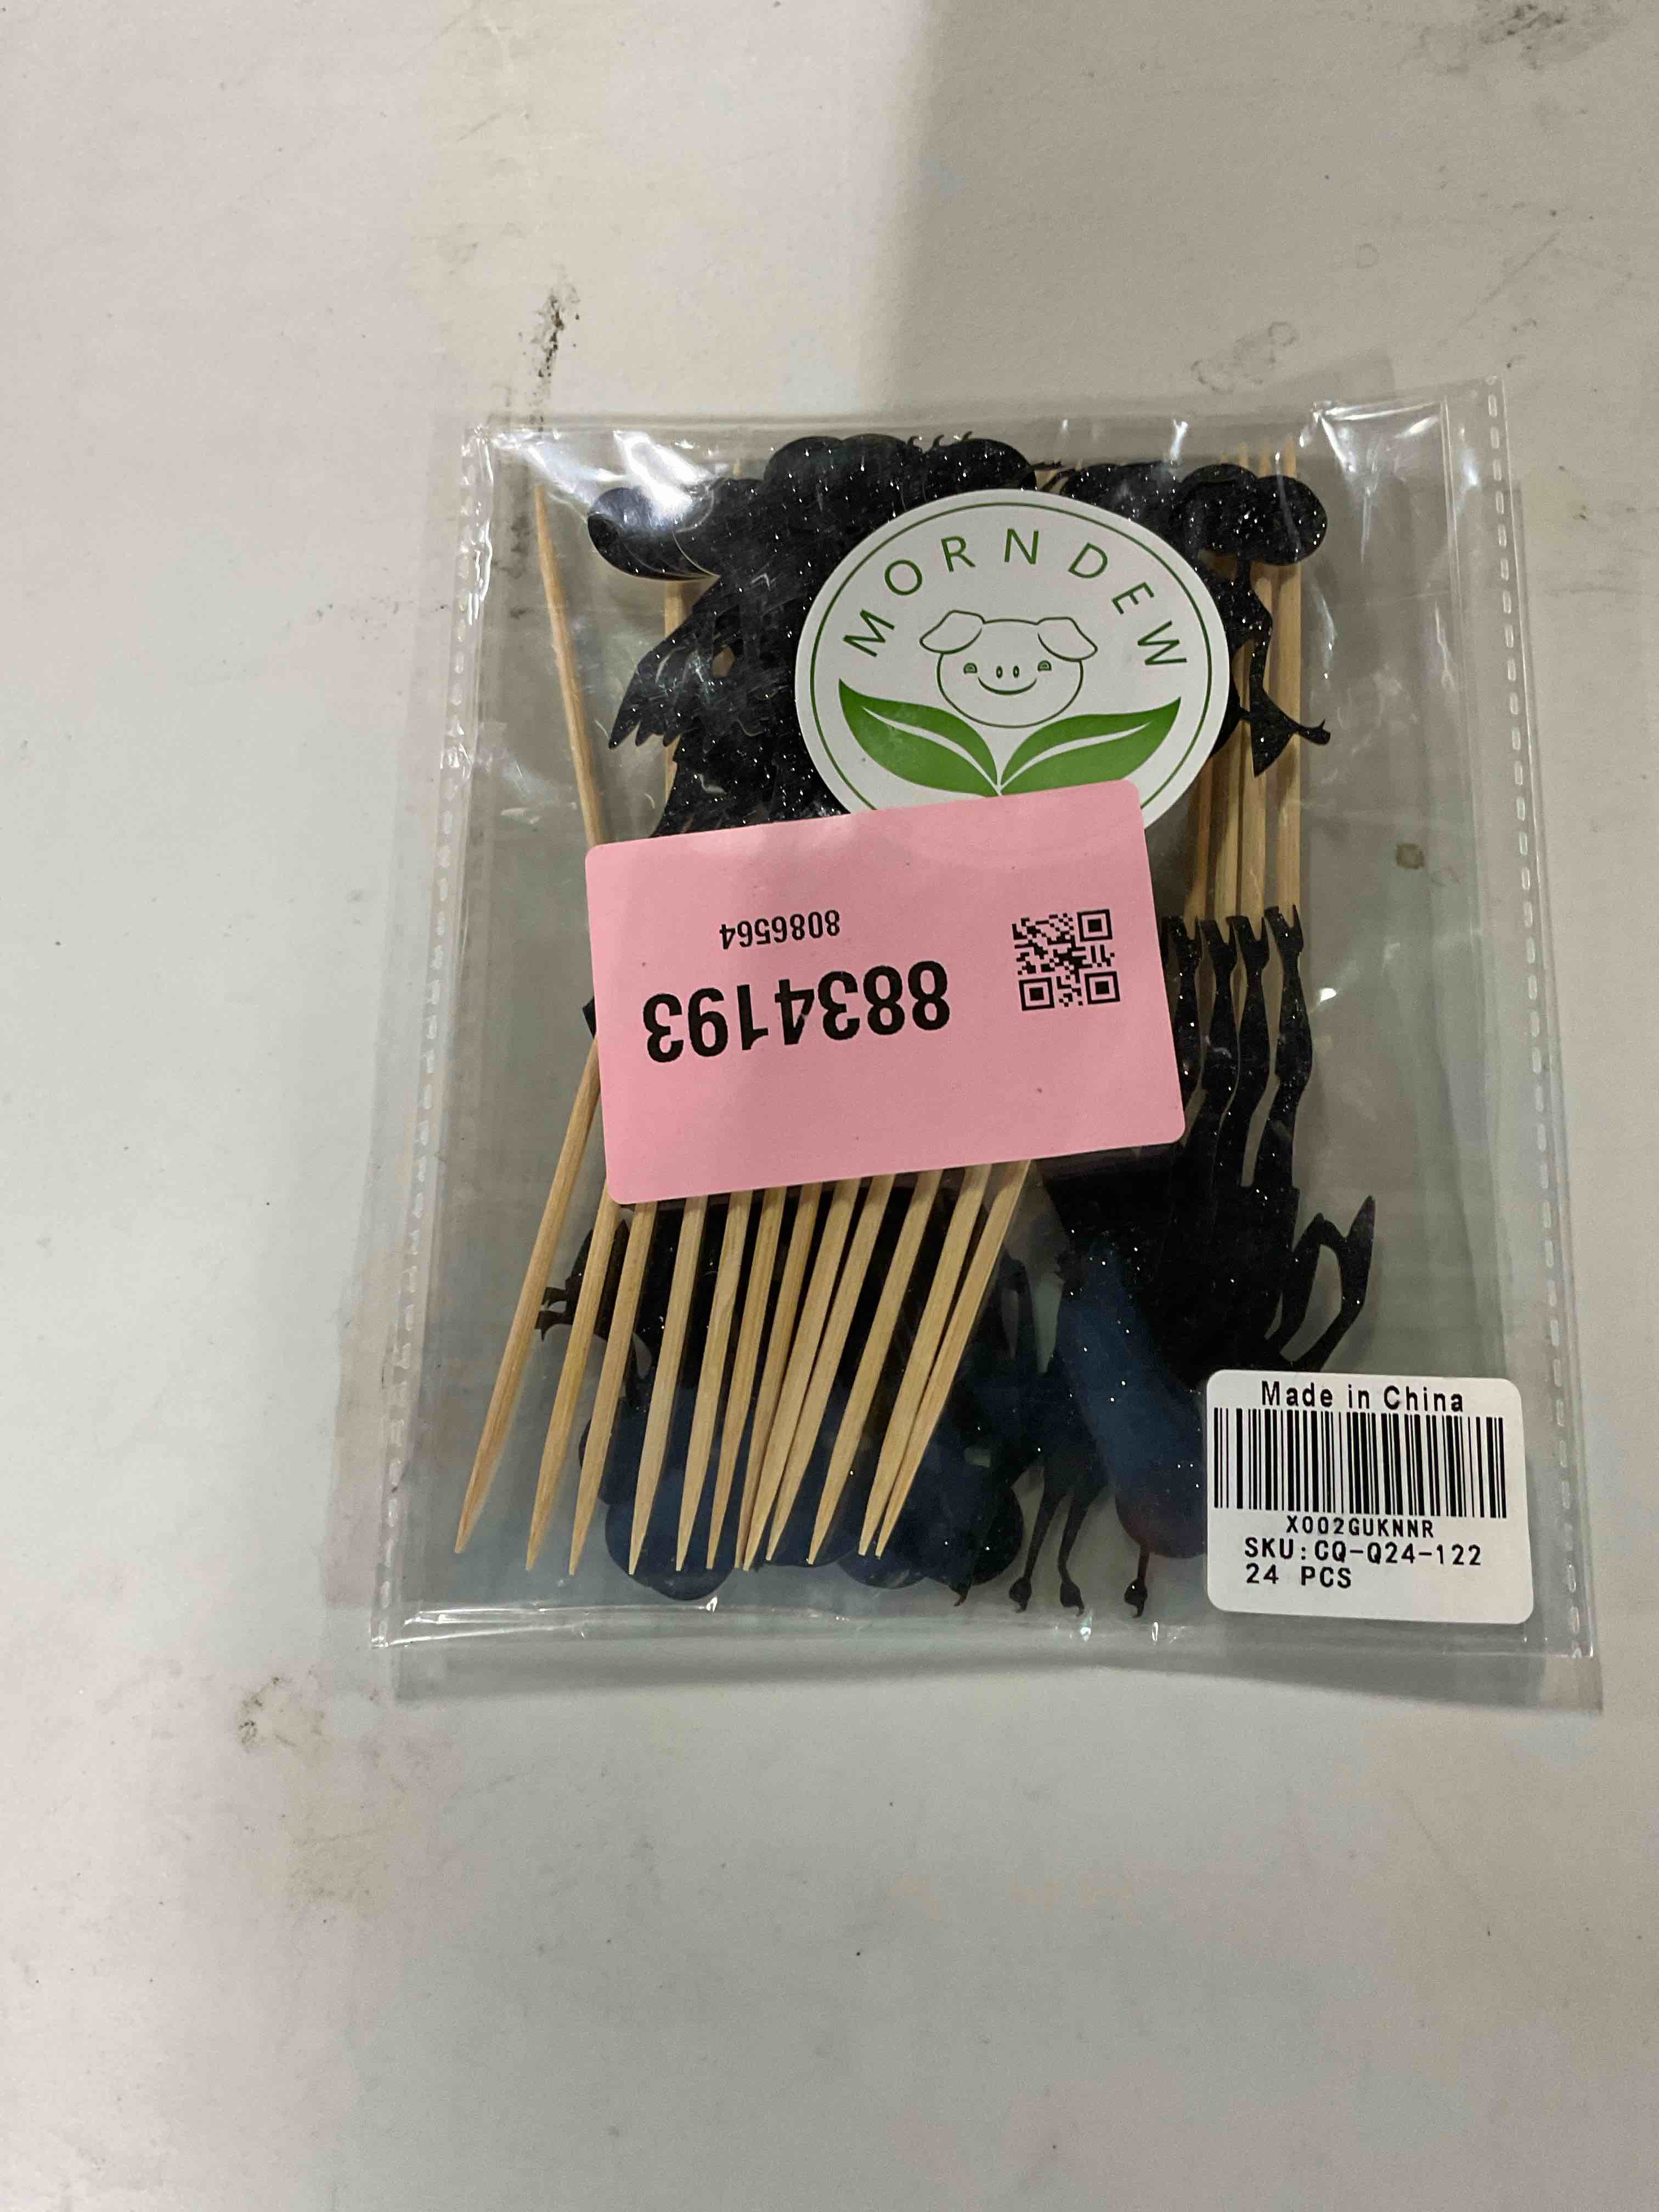 MORNDEW
8834193
8086564
Made in China
X002GUKNNR
SKU:CQ-Q24-122
24 PCS